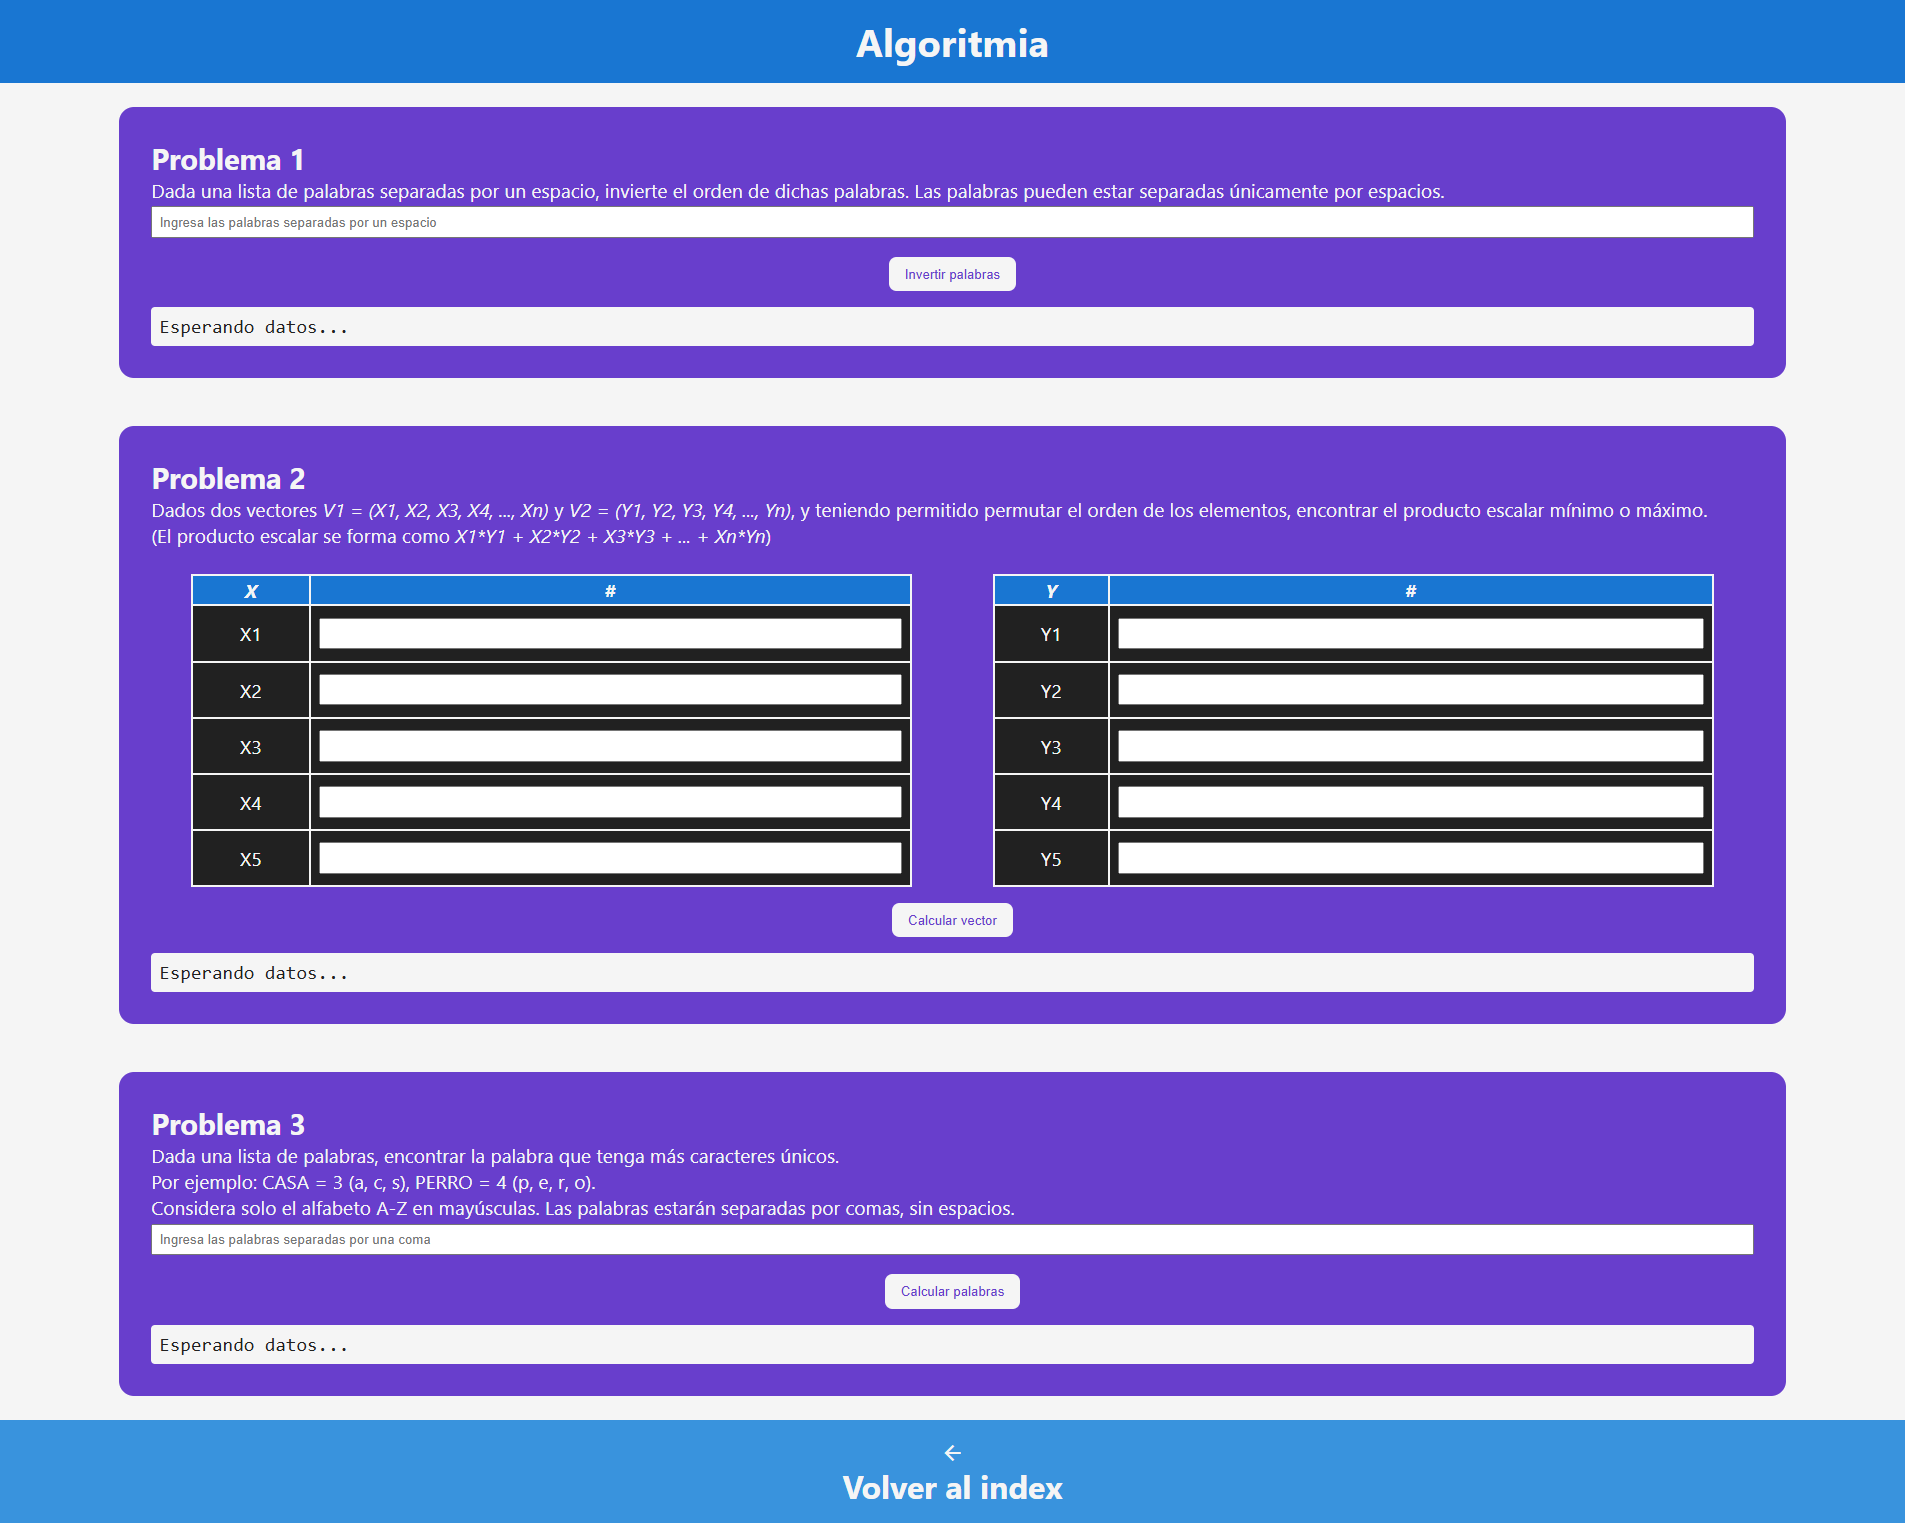 Algoritmia
Problema 1
Dada una lista de palabras separadas por un espacio, invierte el orden de dichas palabras. Las palabras pueden estar separadas únicamente por espacios.
Ingresa las palabras separadas por un espacio
Invertir palabras
Esperando datos...
Problema 2
Dados dos vectores V1 = (X1, X2, X3, X4, ..., Xn) y V2 = (Y1, Y2, Y3, Y4, ..., Yn), y teniendo permitido permutar el orden de los elementos, encontrar el producto escalar mínimo o máximo.
(El producto escalar se forma como X1*Y1 + X2*Y2 + X3*Y3 + ... + Xn*Yn)
X # Y #
X1 Y1
X2 Y2
X3 Y3
X4 Y4
X5 Y5
Calcular vector
Esperando datos...
Problema 3
Dada una lista de palabras, encontrar la palabra que tenga más caracteres únicos.
Por ejemplo: CASA = 3 (a, c, s), PERRO = 4 (p, e, r, o).
Considera solo el alfabeto A-Z en mayúsculas. Las palabras estarán separadas por comas, sin espacios.
Ingresa las palabras separadas por una coma
Calcular palabras
Esperando datos...
←
Volver al index